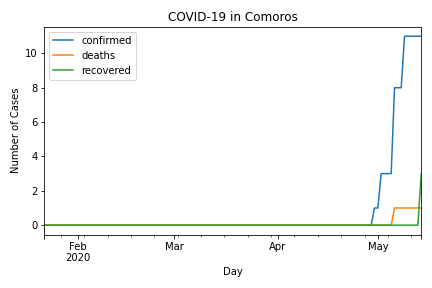 COVID-19 in Comoros
confirmed
deaths
recovered
Number of Cases
10
8
6
4
2
0
Feb
2020
Mar
Apr
May
Day